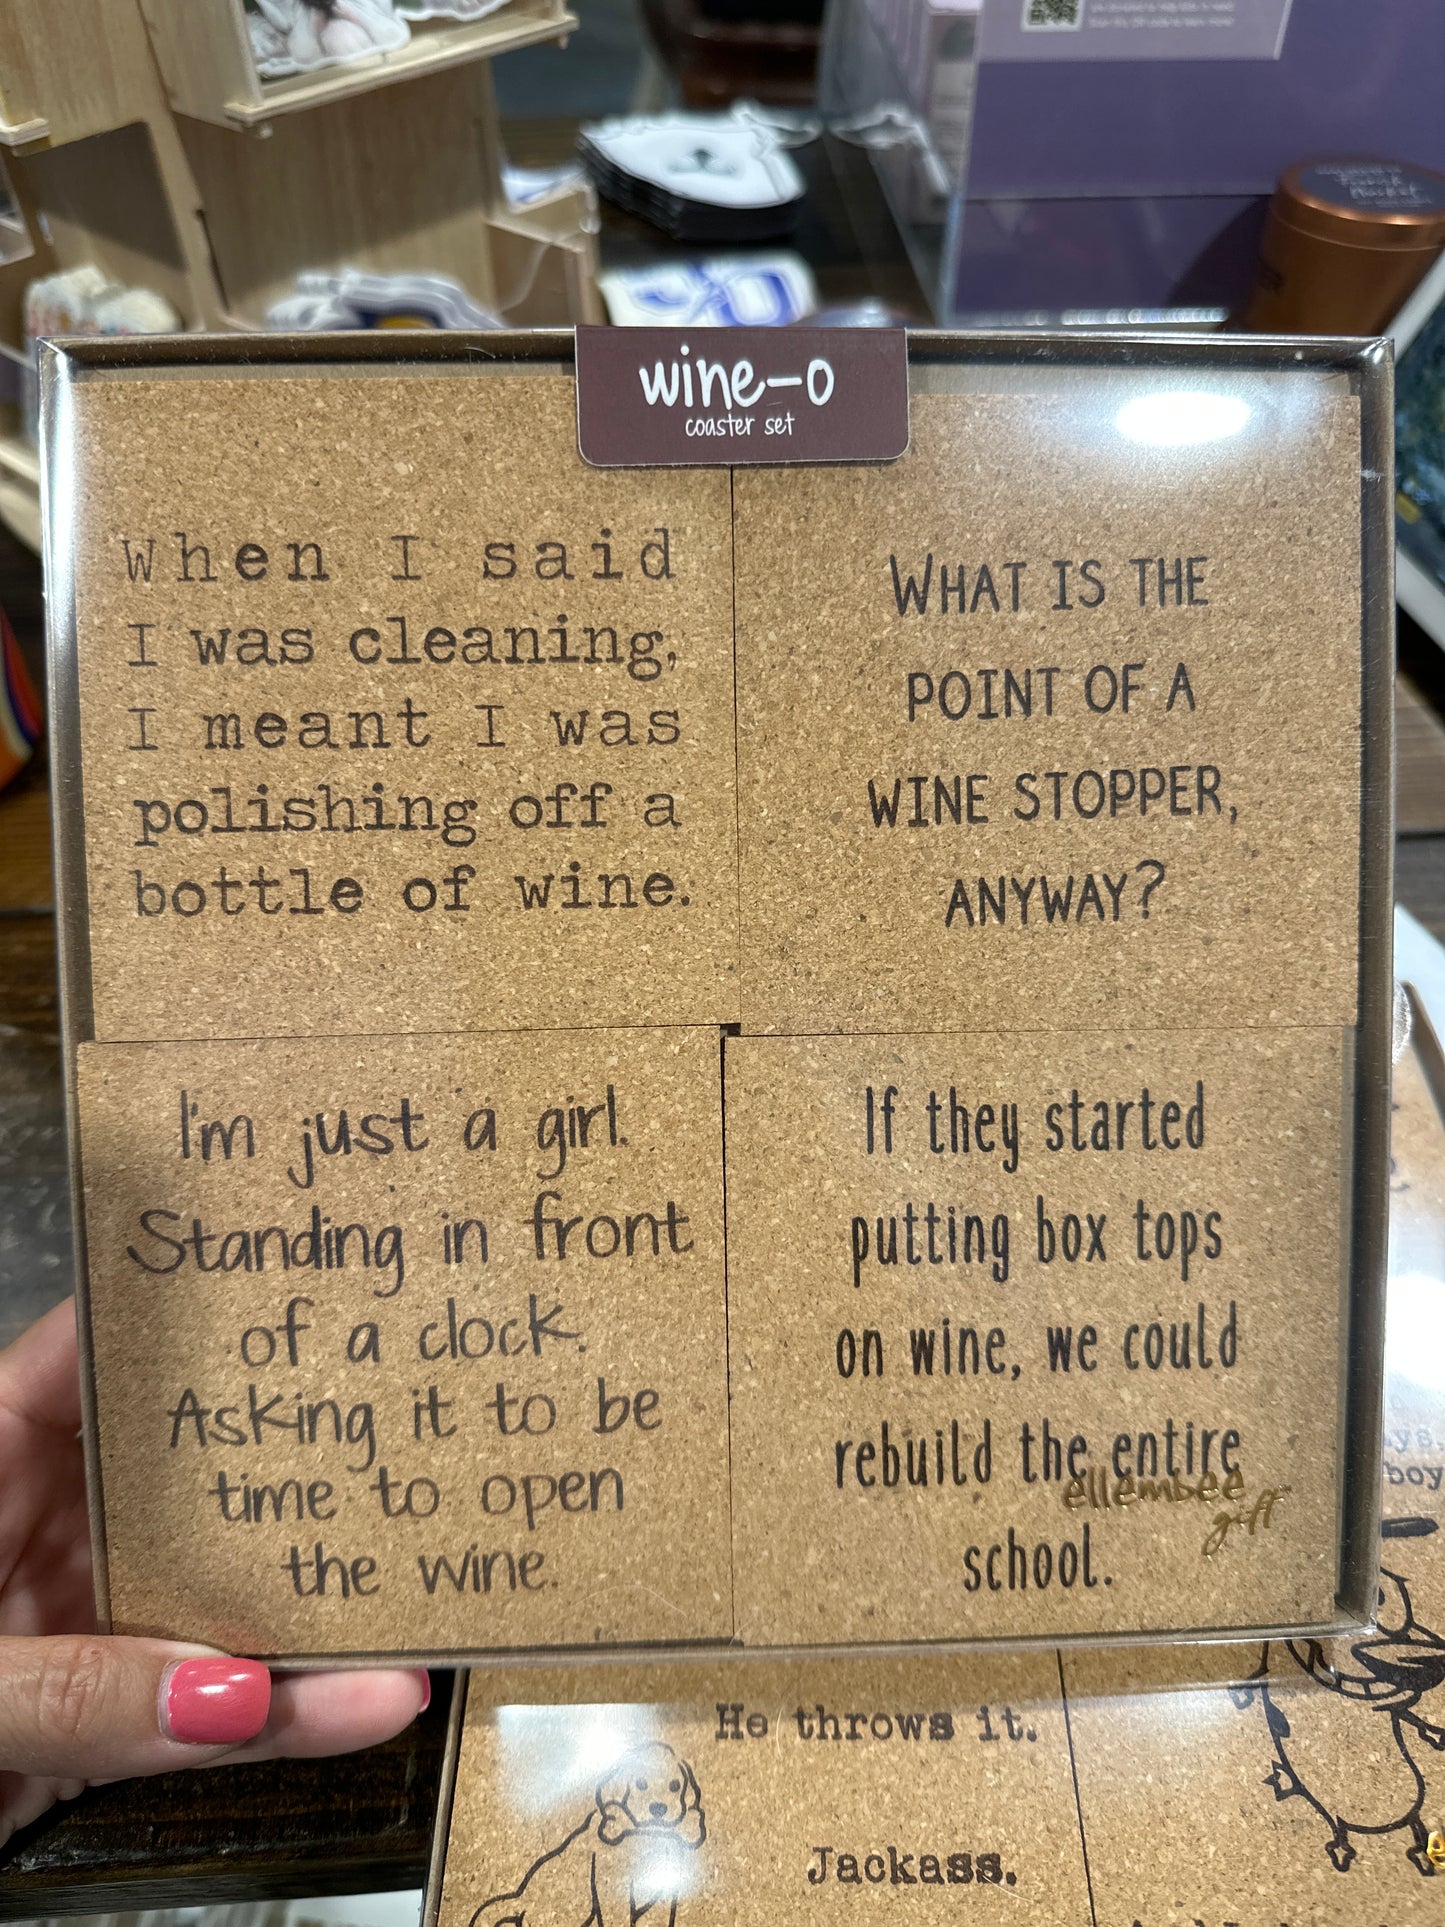 wine-o
coaster set
When I said
I was cleaning,
I meant I was
polishing off a
bottle of wine.
WHAT IS THE
POINT OF A
WINE STOPPER,
ANYWAY?
I'm just a girl.
Standing in front
of a clock.
Asking it to be
time to open
the wine.
If they started
putting box tops
on wine, we could
rebuild the entire
school.
ellembee
gift
He throws it.
Jackass.
boy